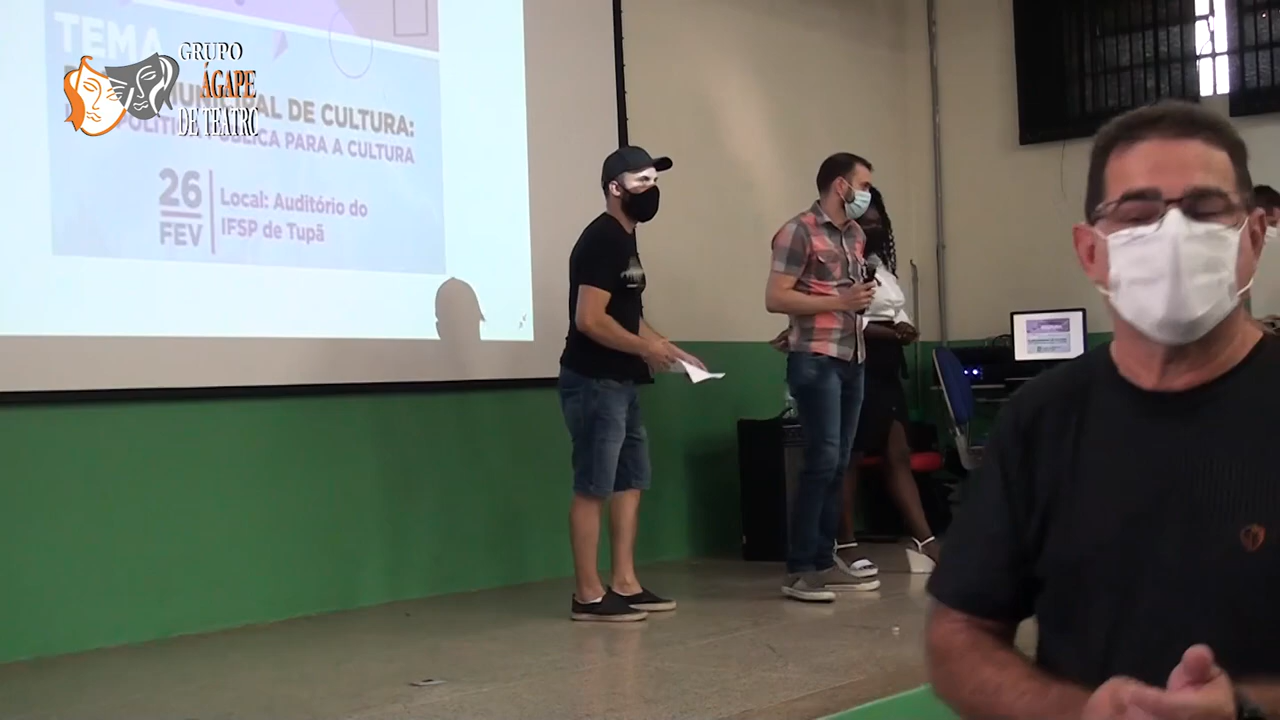 GRUPO
ÁGAPE
DE TEATRO
TEMA
MUNICIPAL DE CULTURA:
POLÍTICA PÚBLICA PARA A CULTURA
26
FEV
Local: Auditório do
IFSP de Tupã